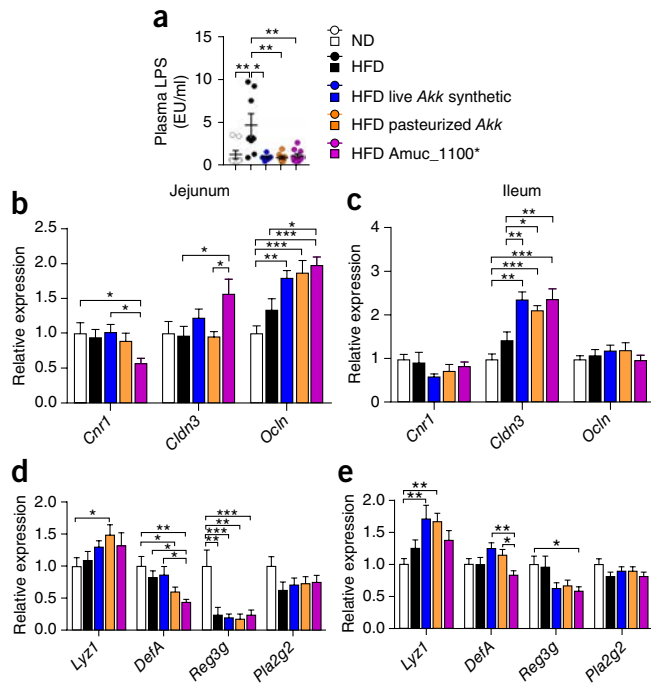 a
Plasma LPS
(EU/ml)
15
10
5
0
** *
**
**
ND
HFD
HFD live Akk synthetic
HFD pasteurized Akk
HFD Amuc_1100*
b
Jejunum
Relative expression
2.5
2.0
1.5
1.0
0.5
0.0
*
*
*
*
*
***
***
**
Cnr1
Cldn3
Ocln
c
Ileum
Relative expression
4
3
2
1
0
**
*
**
***
***
**
Cnr1
Cldn3
Ocln
d
Relative expression
2.0
1.5
1.0
0.5
0.0
*
**
*
*
*
***
**
***
**
Lyz1
DefA
Reg3g
Pla2g2
e
Relative expression
2.0
1.5
1.0
0.5
0.0
**
**
**
*
*
Lyz1
DefA
Reg3g
Pla2g2